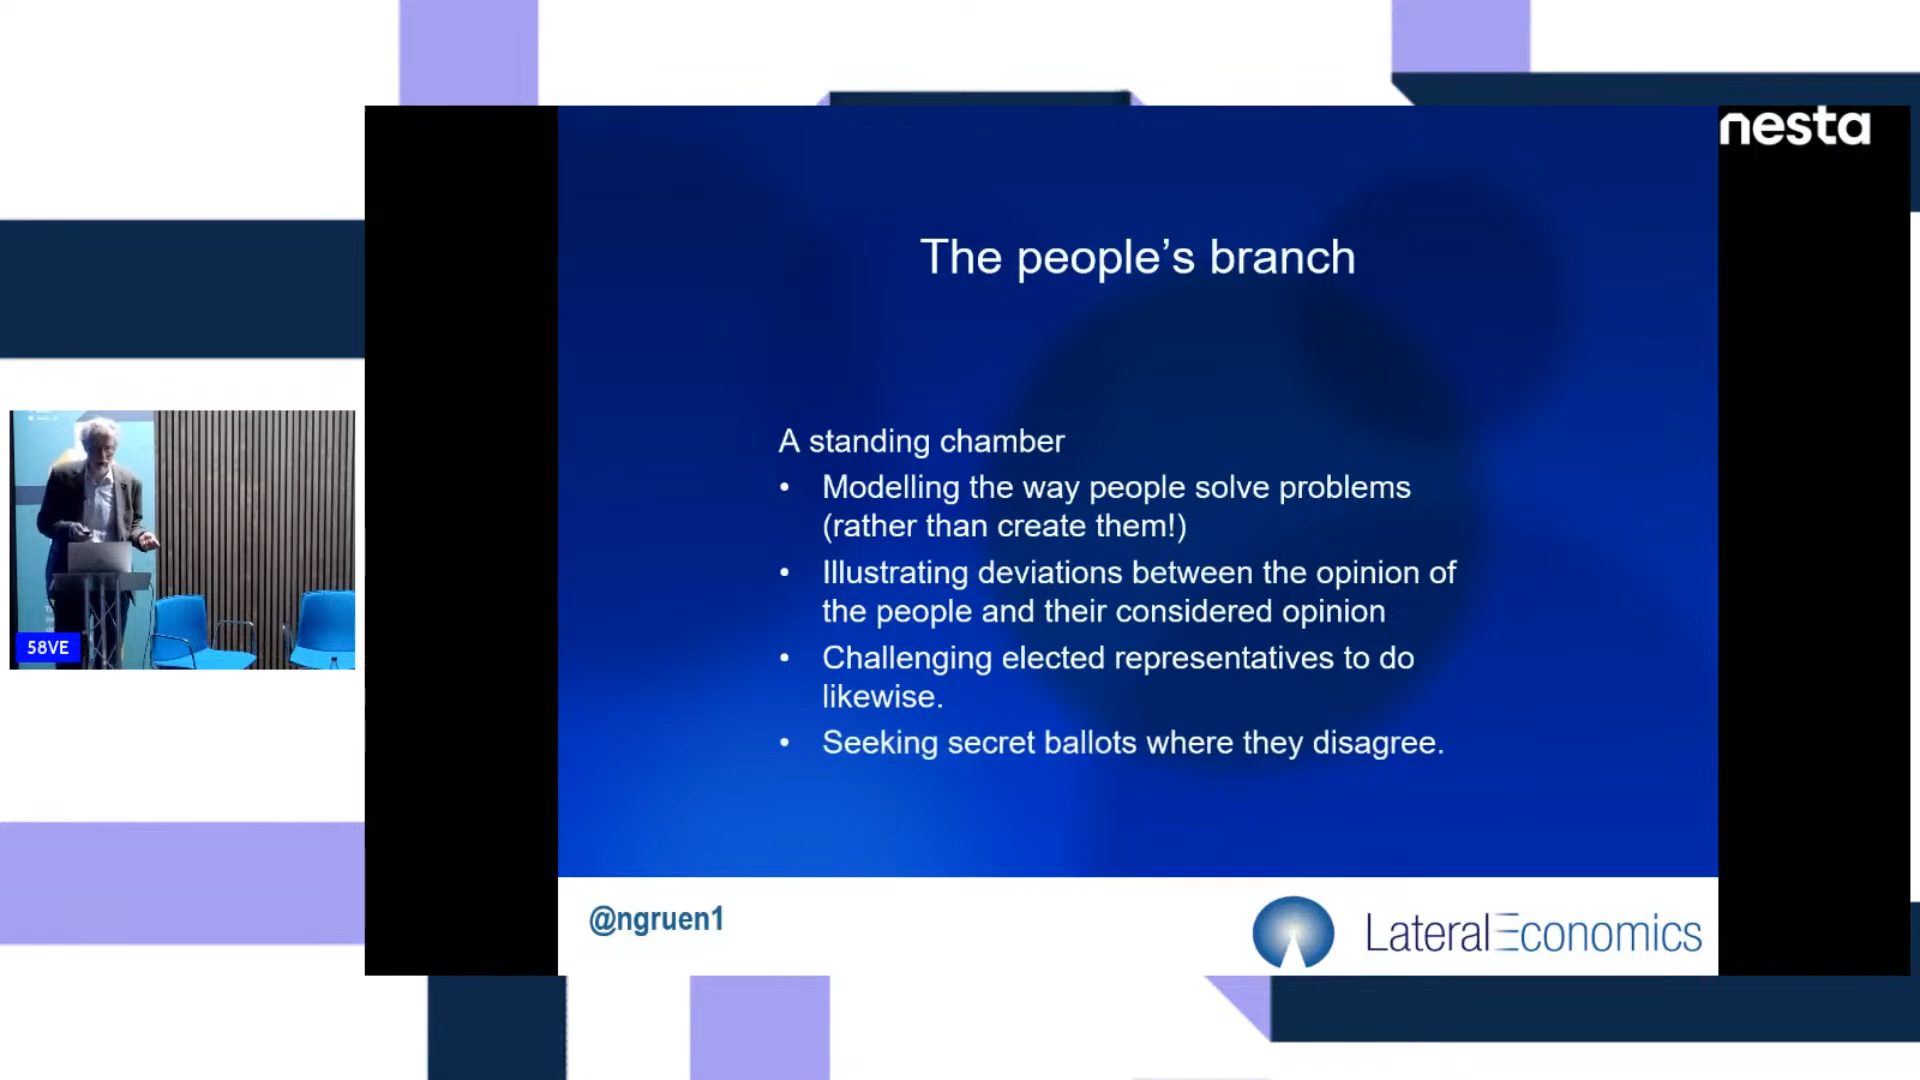 nesta
The people’s branch
A standing chamber
• Modelling the way people solve problems
(rather than create them!)
• Illustrating deviations between the opinion of
the people and their considered opinion
• Challenging elected representatives to do
likewise.
• Seeking secret ballots where they disagree.
58VE
@ngruen1
LateralEconomics